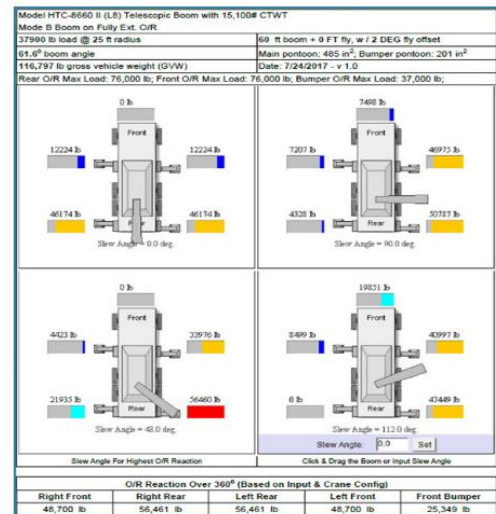 Model HTC-8660 II (L8) Telescopic Boom with 15,100# CTWT
Mode B Boom on Fully Ext. O/R
37900 lb load @ 25 ft radius
60 ft boom + 0 FT fly, w / 2 DEG fly offset
61.6° boom angle
Main pontoon: 485 in²; Bumper pontoon: 201 in²
116,797 lb gross vehicle weight (GVW)
Date: 7/24/2017 - v 1.0
Rear O/R Max Load: 76,000 lb; Front O/R Max Load: 76,000 lb; Bumper O/R Max Load: 37,000 lb;
0 lb
Front
12224 lb
12224 lb
46174 lb
46174 lb
Rear
Slew Angle = 0.0 deg.
7498 lb
Front
7207 lb
46975 lb
4328 lb
50787 lb
Rear
Slew Angle = 90.0 deg.
0 lb
Front
4423 lb
33976 lb
21935 lb
56460 lb
Rear
Slew Angle = 48.0 deg.
19851 lb
Front
8499 lb
40997 lb
0 lb
47449 lb
Rear
Slew Angle = 112.0 deg.
Slew Angle: 0.0 Set
Slew Angle For Highest O/R Reaction
Click & Drag the Boom or Input Slew Angle
O/R Reaction Over 360° (Based on Input & Crane Config)
Right Front
Right Rear
Left Rear
Left Front
Front Bumper
48,700 lb
56,461 lb
56,461 lb
48,700 lb
25,349 lb